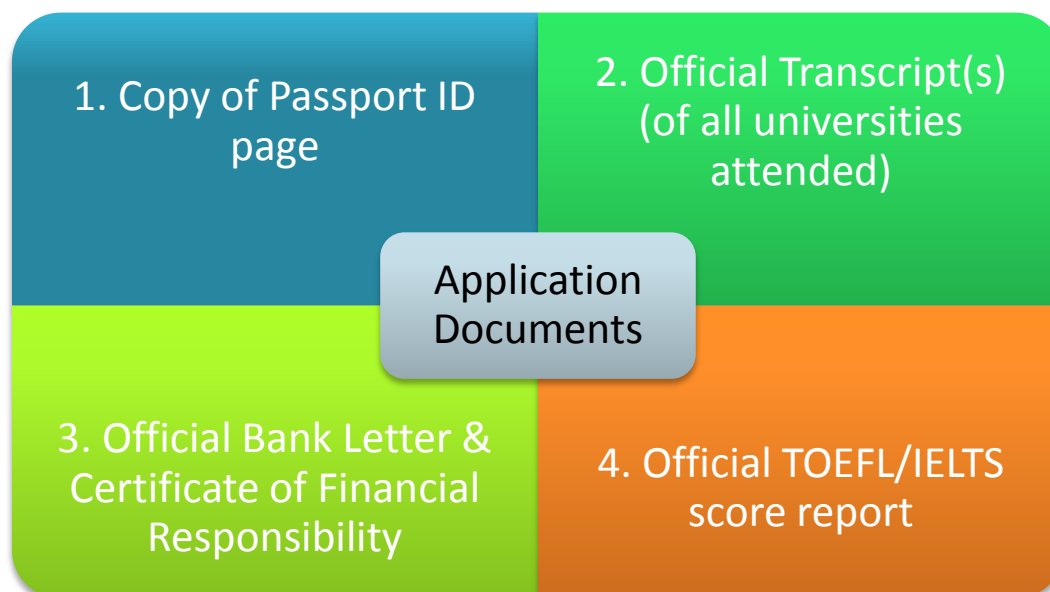 1. Copy of Passport ID
page
2. Official Transcript(s)
(of all universities
attended)
Application
Documents
3. Official Bank Letter &
Certificate of Financial
Responsibility
4. Official TOEFL/IELTS
score report